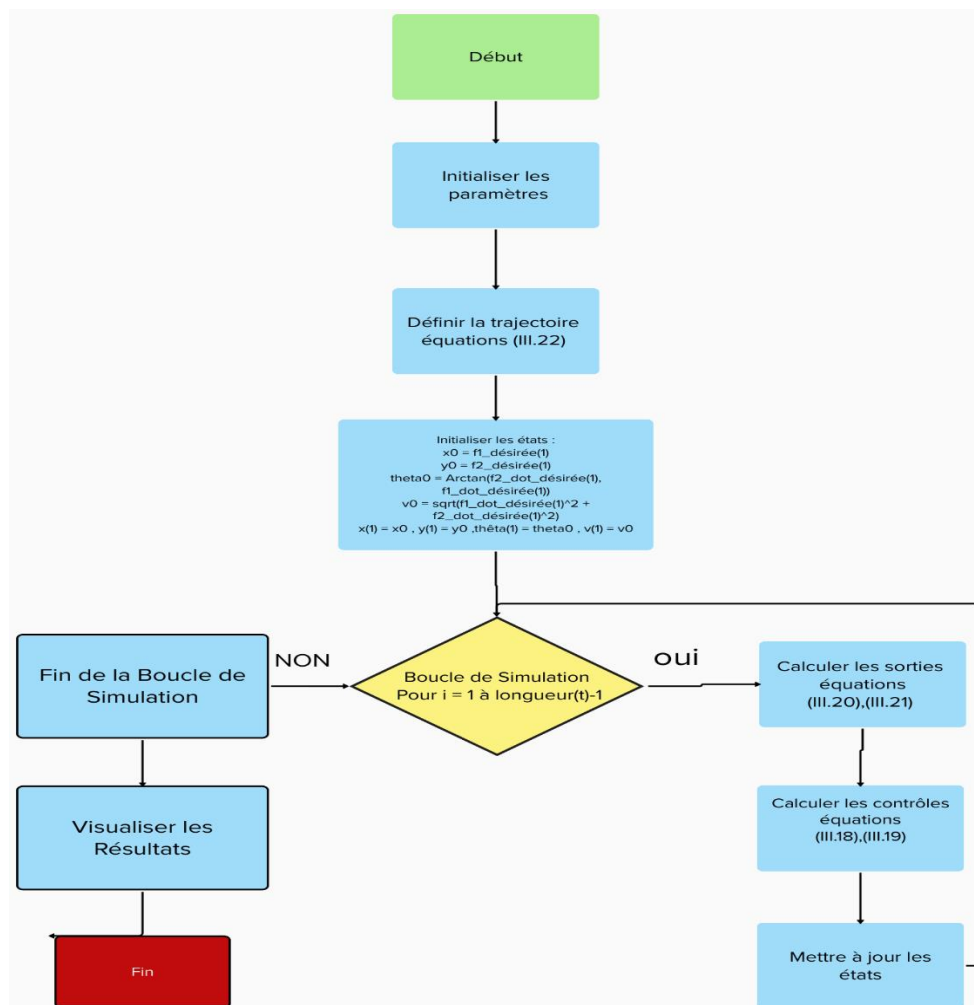 Début
Initialiser les
paramètres
Définir la trajectoire
équations (III.22)
Initialiser les états :
x0 = f1_désirée(1)
y0 = f2_désirée(1)
theta0 = Arctan(f2_dot_désirée(1),
f1_dot_désirée(1))
v0 = sqrt(f1_dot_désirée(1)^2 +
f2_dot_désirée(1)^2)
x(1) = x0 , y(1) = y0 ,thêta(1) = theta0 , v(1) = v0
Boucle de Simulation
Pour i = 1 à longueur(t)-1
oui
Calculer les sorties
équations
(III.20),(III.21)
Calculer les contrôles
équations
(III.18),(III.19)
Mettre à jour les
états
NON
Fin de la Boucle de
Simulation
Visualiser les
Résultats
Fin